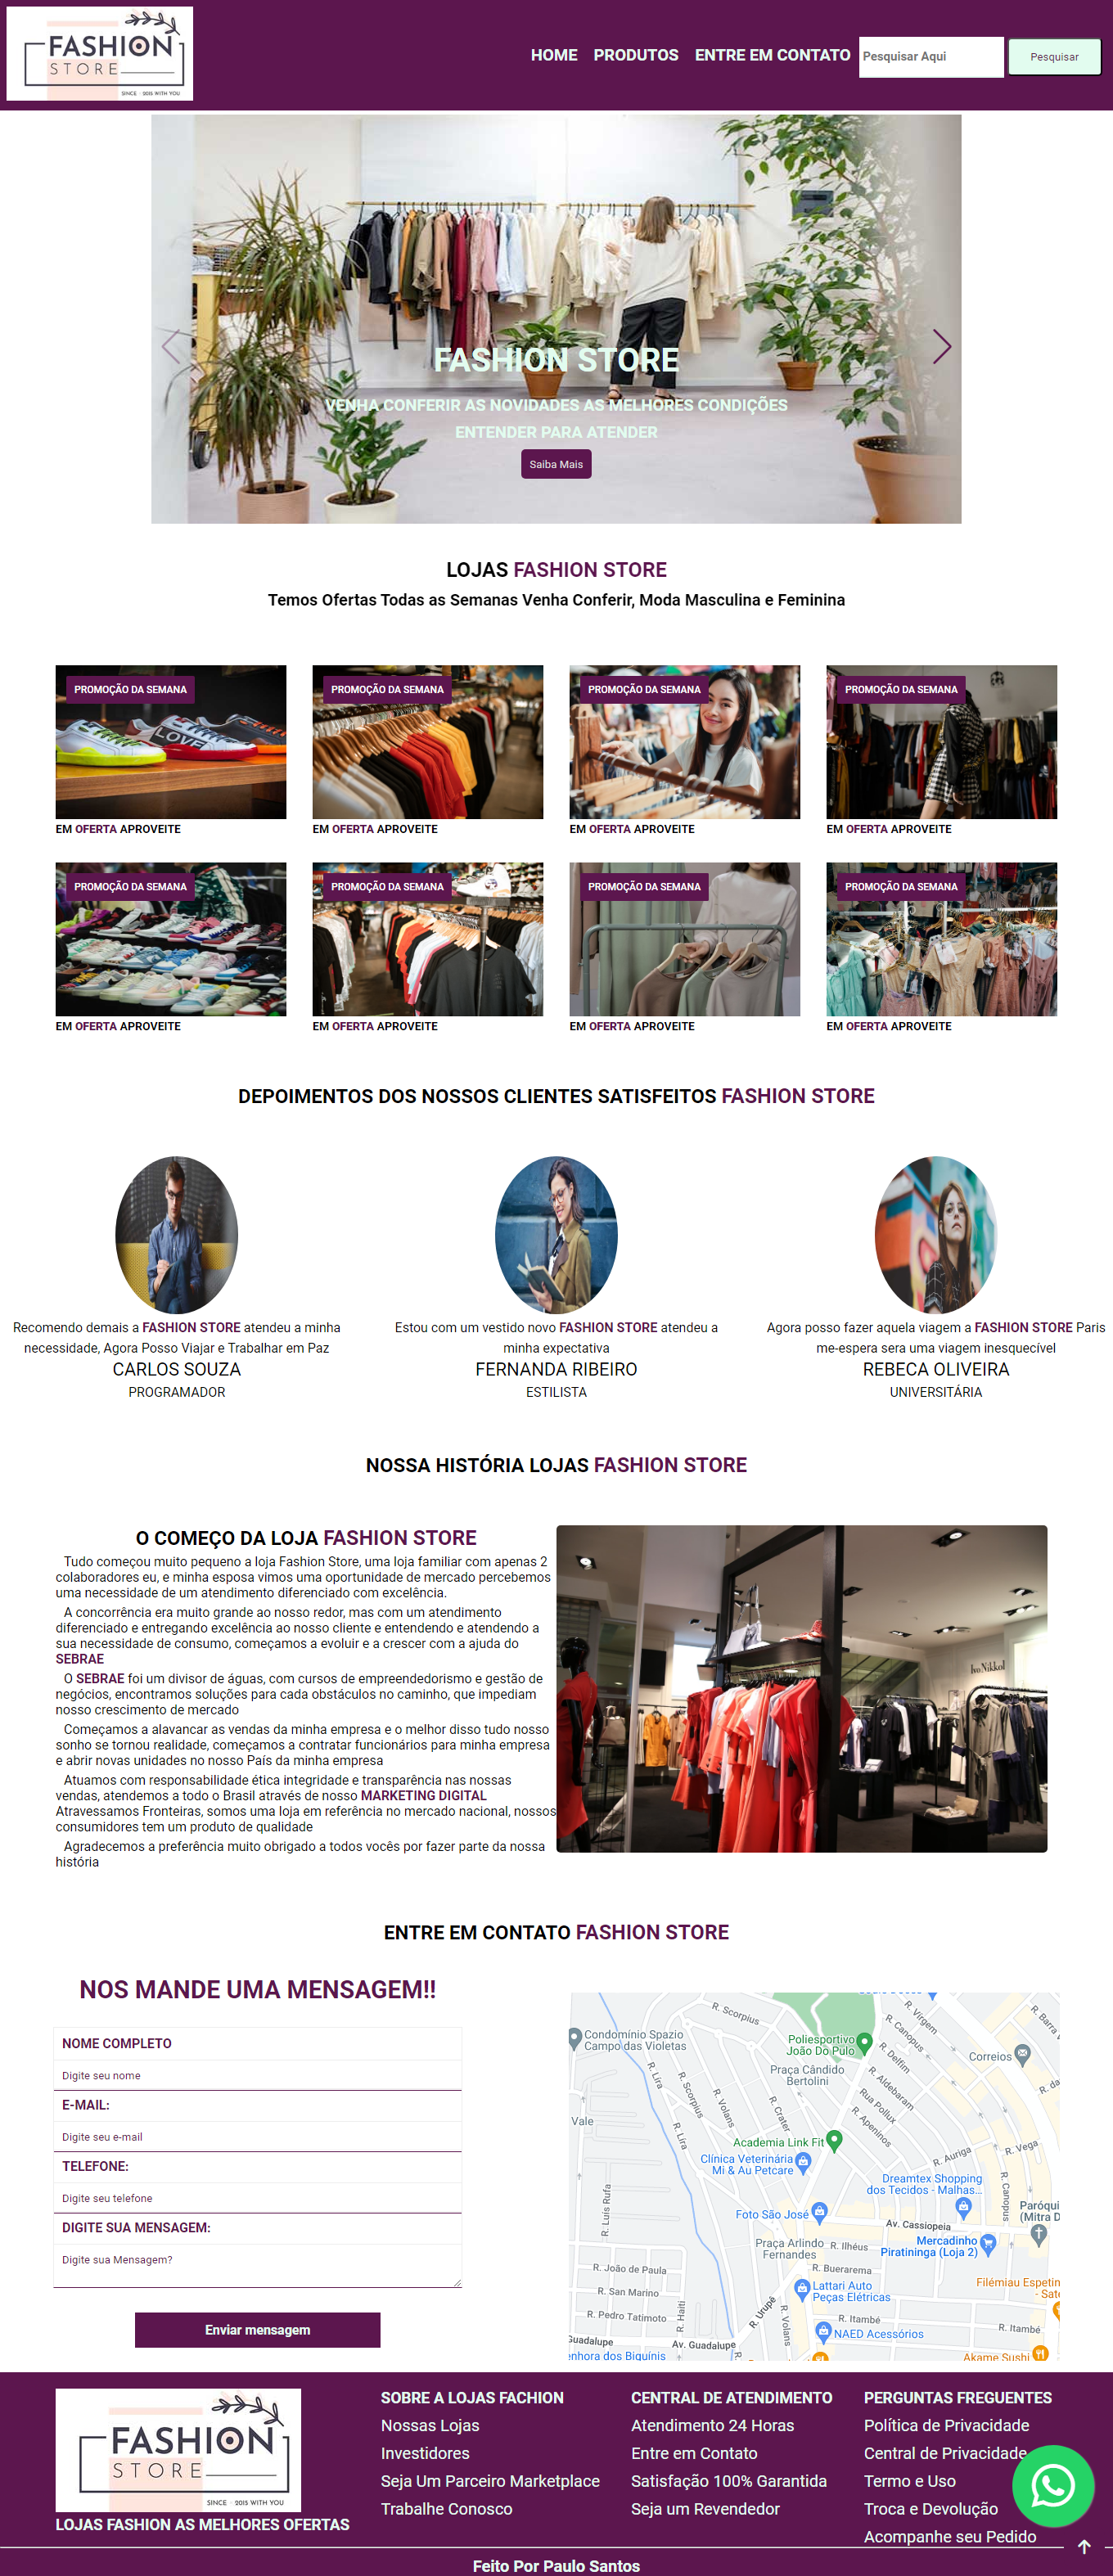 FASHION
STORE
SINCE · 2015 WITH YOU
HOME PRODUTOS ENTRE EM CONTATO Pesquisar Aqui Pesquisar
FASHION STORE
VENHA CONFERIR AS NOVIDADES AS MELHORES CONDIÇÕES
ENTENDER PARA ATENDER
Saiba Mais
LOJAS FASHION STORE
Temos Ofertas Todas as Semanas Venha Conferir, Moda Masculina e Feminina
PROMOÇÃO DA SEMANA PROMOÇÃO DA SEMANA PROMOÇÃO DA SEMANA PROMOÇÃO DA SEMANA
LOVE
EM OFERTA APROVEITE EM OFERTA APROVEITE EM OFERTA APROVEITE EM OFERTA APROVEITE
PROMOÇÃO DA SEMANA PROMOÇÃO DA SEMANA PROMOÇÃO DA SEMANA PROMOÇÃO DA SEMANA
EM OFERTA APROVEITE EM OFERTA APROVEITE EM OFERTA APROVEITE EM OFERTA APROVEITE
DEPOIMENTOS DOS NOSSOS CLIENTES SATISFEITOS FASHION STORE
Recomendo demais a FASHION STORE atendeu a minha
necessidade, Agora Posso Viajar e Trabalhar em Paz
CARLOS SOUZA
PROGRAMADOR
Estou com um vestido novo FASHION STORE atendeu a
minha expectativa
FERNANDA RIBEIRO
ESTILISTA
Agora posso fazer aquela viagem a FASHION STORE Paris
me-espera sera uma viagem inesquecível
REBECA OLIVEIRA
UNIVERSITÁRIA
NOSSA HISTÓRIA LOJAS FASHION STORE
O COMEÇO DA LOJA FASHION STORE
Tudo começou muito pequeno a loja Fashion Store, uma loja familiar com apenas 2
colaboradores eu, e minha esposa vimos uma oportunidade de mercado percebemos
uma necessidade de um atendimento diferenciado com excelência.
A concorrência era muito grande ao nosso redor, mas com um atendimento
diferenciado e entregando excelência ao nosso cliente e entendendo e atendendo a
sua necessidade de consumo, começamos a evoluir e a crescer com a ajuda do
SEBRAE
O SEBRAE foi um divisor de águas, com cursos de empreendedorismo e gestão de
negócios, encontramos soluções para cada obstáculos no caminho, que impediam
nosso crescimento de mercado
Começamos a alavancar as vendas da minha empresa e o melhor disso tudo nosso
sonho se tornou realidade, começamos a contratar funcionários para minha empresa
e abrir novas unidades no nosso País da minha empresa
Atuamos com responsabilidade ética integridade e transparência nas nossas
vendas, atendemos a todo o Brasil através de nosso MARKETING DIGITAL
Atravessamos Fronteiras, somos uma loja em referência no mercado nacional, nossos
consumidores tem um produto de qualidade
Agradecemos a preferência muito obrigado a todos vocês por fazer parte da nossa
história
Ivo Nikkol
ENTRE EM CONTATO FASHION STORE
NOS MANDE UMA MENSAGEM!!
NOME COMPLETO
Digite seu nome
E-MAIL:
Digite seu e-mail
TELEFONE:
Digite seu telefone
DIGITE SUA MENSAGEM:
Digite sua Mensagem?
Enviar mensagem
R. Scorpius
R. Virgem
R. Canopus
R. Barra
Condomínio Spazio
Campo das Violetas
Poliesportivo
João Do Pulo
R. Delfim
Correios
Praça Cândido
Bertolini
R. Lira
R. Scorpius
R. Aldebaram
R. da
R. Volans
R. Crater
Rua Pollux
Vale
R. Apeninos
R. Lira
Academia Link Fit
R. Auriga
R. Vega
Clínica Veterinária
Mi & Au Petcare
Dreamtex Shopping
dos Tecidos - Malhas...
R. Canopus
R. Luis Rufa
Foto São José
Paróqui
(Mitra D
Av. Cassiopeia
Praça Arlindo
Fernandes
R. Ilhéus
Mercadinho
Piratininga (Loja 2)
R. João de Paula
R. Buerarema
Filémiau Espetin
- Saté
R. San Marino
Lattari Auto
Peças Elétricas
R. Pedro Tatimoto
R. Haiti
R. Urupê
R. Volans
R. Itambé
R. Itambé
NAED Acessórios
Guadalupe
Av. Guadalupe
nhora dos Biquínis
Akame Sushi
FASHION
STORE
SINCE · 2015 WITH YOU
LOJAS FASHION AS MELHORES OFERTAS
SOBRE A LOJAS FACHION
Nossas Lojas
Investidores
Seja Um Parceiro Marketplace
Trabalhe Conosco
CENTRAL DE ATENDIMENTO
Atendimento 24 Horas
Entre em Contato
Satisfação 100% Garantida
Seja um Revendedor
PERGUNTAS FREGUENTES
Política de Privacidade
Central de Privacidade
Termo e Uso
Troca e Devolução
Acompanhe seu Pedido
Feito Por Paulo Santos